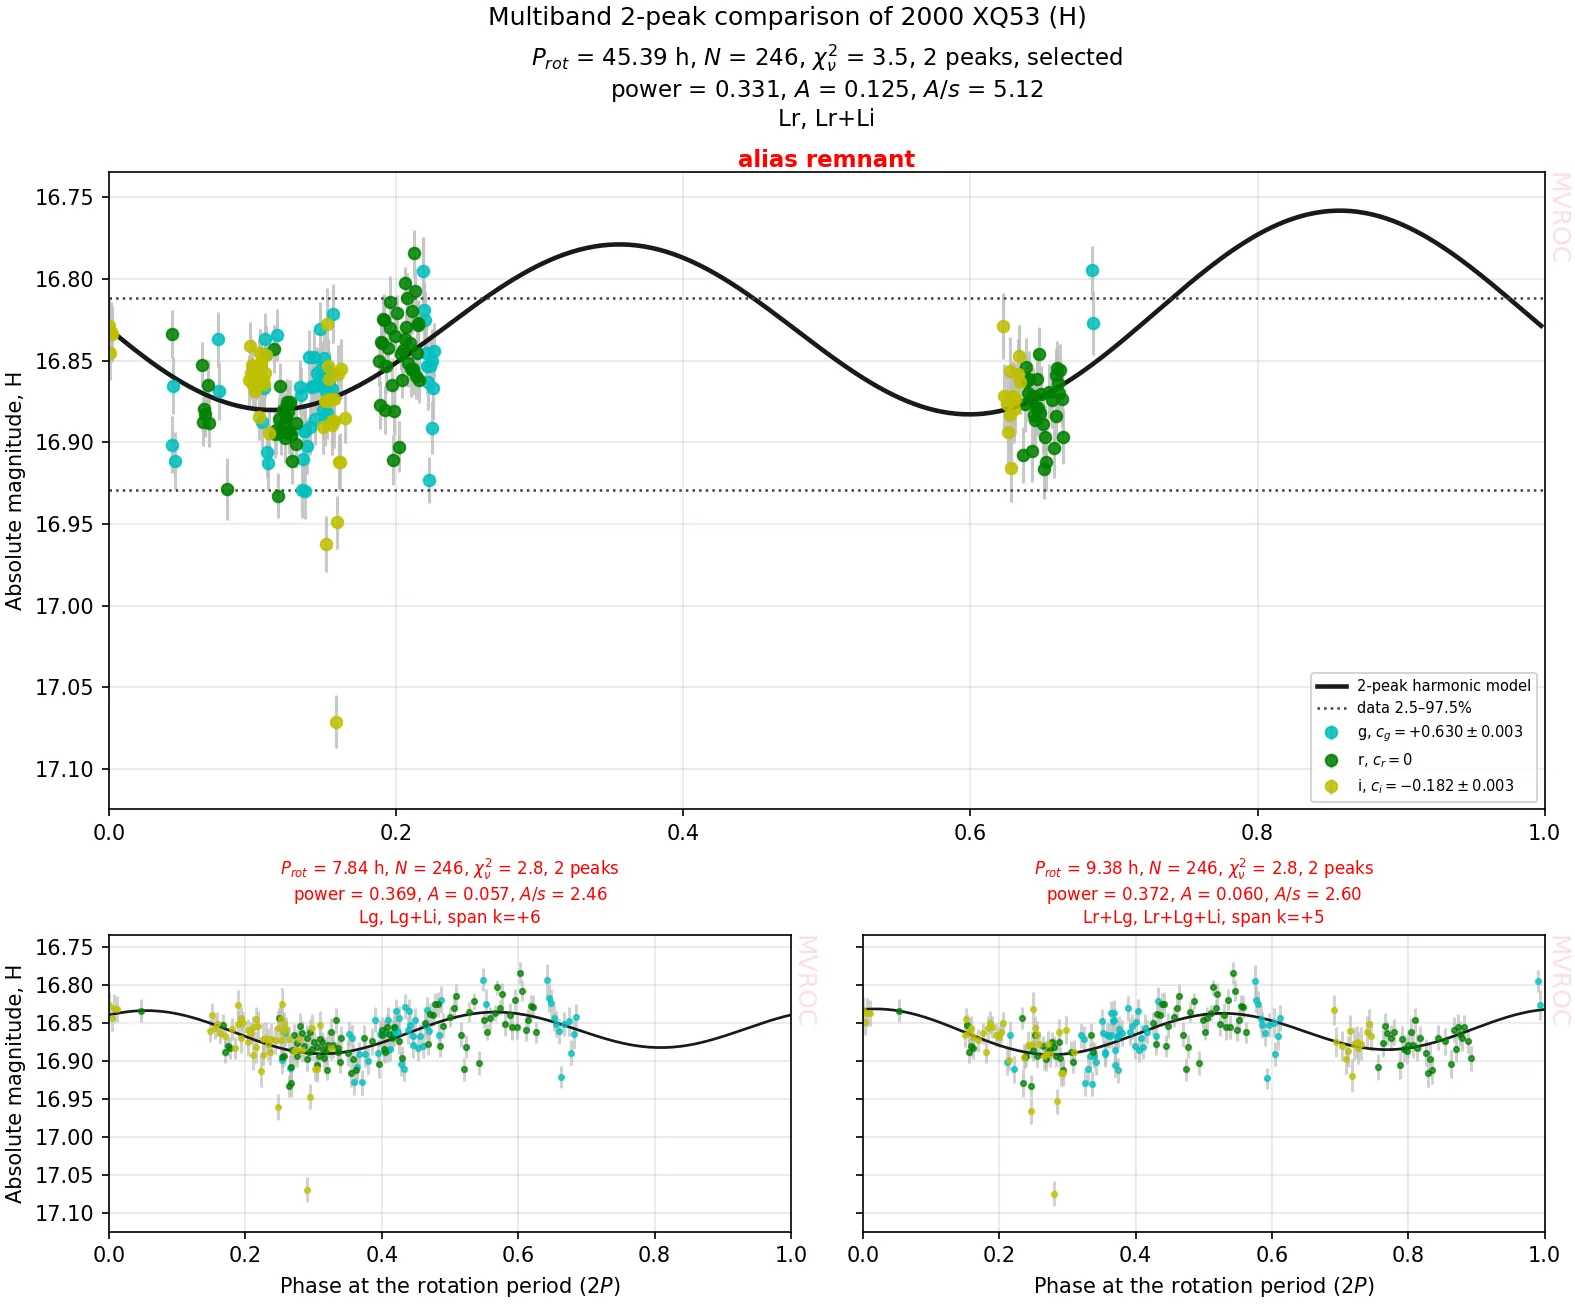 Multiband 2-peak comparison of 2000 XQ53 (H)
P_rot = 45.39 h, N = 246, χ²_ν = 3.5, 2 peaks, selected
power = 0.331, A = 0.125, A/s = 5.12
Lr, Lr+Li
alias remnant
MVROC
Absolute magnitude, H
16.75
16.80
16.85
16.90
16.95
17.00
17.05
17.10
2-peak harmonic model
data 2.5–97.5%
g, c_g = +0.630 ± 0.003
r, c_r = 0
i, c_i = −0.182 ± 0.003
0.0 0.2 0.4 0.6 0.8 1.0
P_rot = 7.84 h, N = 246, χ²_ν = 2.8, 2 peaks
power = 0.369, A = 0.057, A/s = 2.46
Lg, Lg+Li, span k=+6
MVROC
Absolute magnitude, H
16.75
16.80
16.85
16.90
16.95
17.00
17.05
17.10
0.0 0.2 0.4 0.6 0.8 1.0
Phase at the rotation period (2P)
P_rot = 9.38 h, N = 246, χ²_ν = 2.8, 2 peaks
power = 0.372, A = 0.060, A/s = 2.60
Lr+Lg, Lr+Lg+Li, span k=+5
MVROC
0.0 0.2 0.4 0.6 0.8 1.0
Phase at the rotation period (2P)